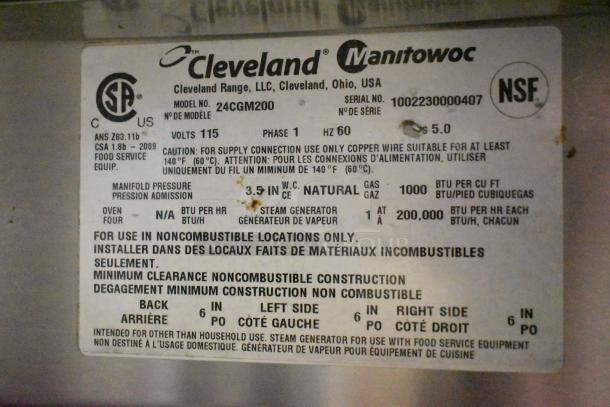 Cleveland® Manitowoc
Cleveland Range, LLC, Cleveland, Ohio, USA
CSA
C US
NSF
MODEL NO. 24CGM200 SERIAL NO. 1002230000407
Nº DE MODÈLE Nº DE SÉRIE
ANS Z83.11b
CSA 1.8b - 2009
FOOD SERVICE
EQUIP.
VOLTS 115 PHASE 1 HZ 60 5.0
CAUTION: FOR SUPPLY CONNECTION USE ONLY COPPER WIRE SUITABLE FOR AT LEAST
140°F (60°C). ATTENTION: POUR LES CONNEXIONS D'ALIMENTATION, UTILISER
UNIQUEMENT DU FIL UN MIMIMUM DE 140°F (60°C).
MANIFOLD PRESSURE 3.5 IN W.C. NATURAL GAS 1000 BTU PER CU FT
PRESSION ADMISSION CE GAZ BTU/PIED CUBIQUEGAS
OVEN N/A BTU PER HR STEAM GENERATOR 1 AT 200,000 BTU PER HR EACH
FOUR BTU/H GÉNÉRATEUR DE VAPEUR A BTU/H, CHACUN
FOR USE IN NONCOMBUSTIBLE LOCATIONS ONLY.
INSTALLER DANS DES LOCAUX FAITS DE MATÉRIAUX INCOMBUSTIBLES
SEULEMENT.
MINIMUM CLEARANCE NONCOMBUSTIBLE CONSTRUCTION
DEGAGEMENT MINIMUM CONSTRUCTION NON COMBUSTIBLE
BACK 6 IN LEFT SIDE 6 IN RIGHT SIDE 6 IN
ARRIÈRE PO CÔTÉ GAUCHE PO CÔTÉ DROIT PO
INTENDED FOR OTHER THAN HOUSEHOLD USE. STEAM GENERATOR FOR USE WITH FOOD SERVICE EQUIPMENT
NON DESTINÉ À L'USAGE DOMESTIQUE. GÉNÉRATEUR DE VAPEUR POUR ÉQUIPEMENT DE CUISINE